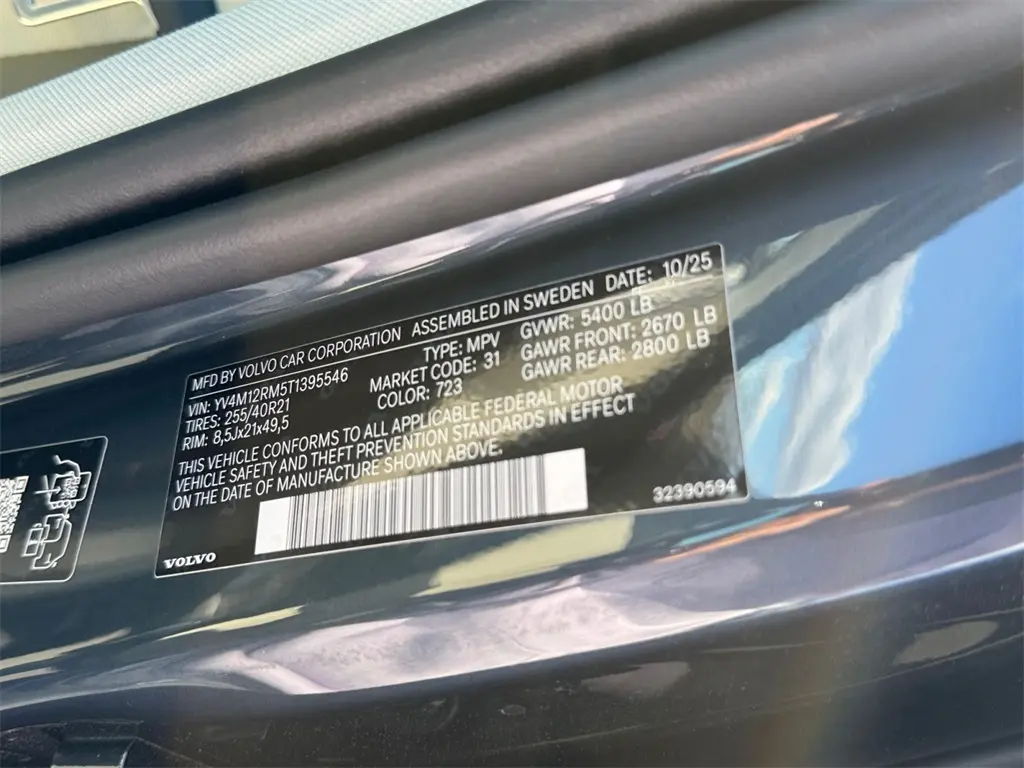 MFD BY VOLVO CAR CORPORATION ASSEMBLED IN SWEDEN DATE: 10/25
VIN: YV4M12RM5T1395546 TYPE: MPV GVWR: 5400 LB
TIRES: 255/40R21 MARKET CODE: 31 GAWR FRONT: 2670 LB
RIM: 8,5Jx21x49,5 COLOR: 723 GAWR REAR: 2800 LB
THIS VEHICLE CONFORMS TO ALL APPLICABLE FEDERAL MOTOR
VEHICLE SAFETY AND THEFT PREVENTION STANDARDS IN EFFECT
ON THE DATE OF MANUFACTURE SHOWN ABOVE.
32390594
VOLVO